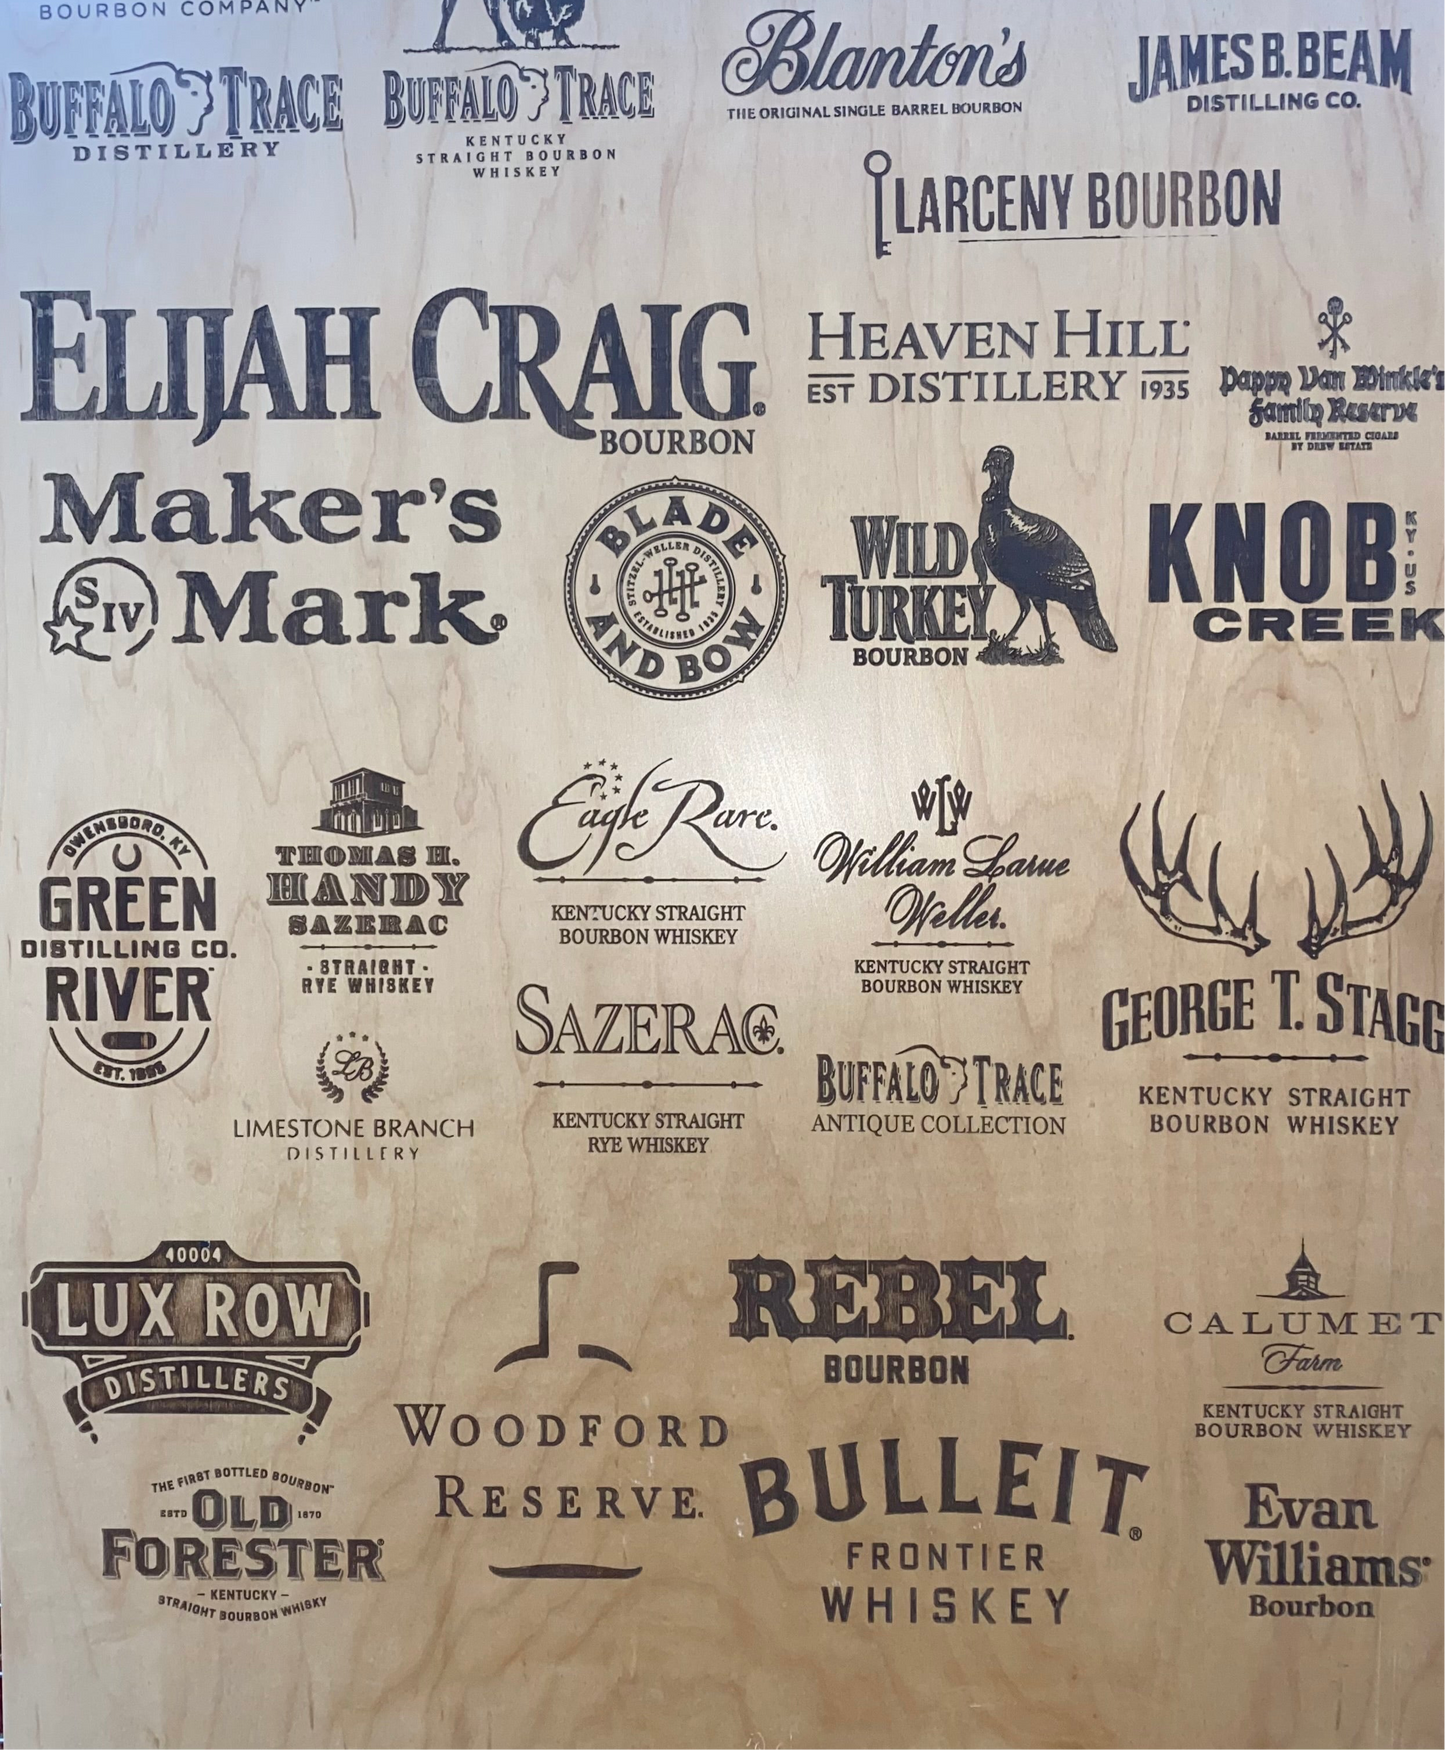 BOURBON COMPANY™
BUFFALO TRACE
DISTILLERY
BUFFALO TRACE
KENTUCKY
STRAIGHT BOURBON
WHISKEY
Blanton's
THE ORIGINAL SINGLE BARREL BOURBON
JAMES B. BEAM
DISTILLING CO.
LARCENY BOURBON
ELIJAH CRAIG®
BOURBON
HEAVEN HILL
EST DISTILLERY 1935
Pappy Van Winkle's
Family Reserve
BARREL FERMENTED CIGARS
BY DREW ESTATE
Maker's
S IV Mark®
BLADE
AND BOW
STITZEL-WELLER DISTILLERY
ESTABLISHED 1935
WILD
TURKEY
BOURBON
KNOB
KY·US
CREEK
OWENSBORO, KY
GREEN
DISTILLING CO.
RIVER
EST. 1885
THOMAS H.
HANDY
SAZERAC
- STRAIGHT -
RYE WHISKEY
LB
LIMESTONE BRANCH
DISTILLERY
Eagle Rare.
KENTUCKY STRAIGHT
BOURBON WHISKEY
SAZERAC.
KENTUCKY STRAIGHT
RYE WHISKEY
WLW
William Larue
Weller.
KENTUCKY STRAIGHT
BOURBON WHISKEY
BUFFALO TRACE
ANTIQUE COLLECTION
GEORGE T. STAGG
KENTUCKY STRAIGHT
BOURBON WHISKEY
40004
LUX ROW
DISTILLERS
THE FIRST BOTTLED BOURBON™
ESTD OLD 1870
FORESTER
– KENTUCKY –
STRAIGHT BOURBON WHISKY
WOODFORD
RESERVE.
REBEL.
BOURBON
BULLEIT®
FRONTIER
WHISKEY
CALUMET
Farm
KENTUCKY STRAIGHT
BOURBON WHISKEY
Evan
Williams
Bourbon